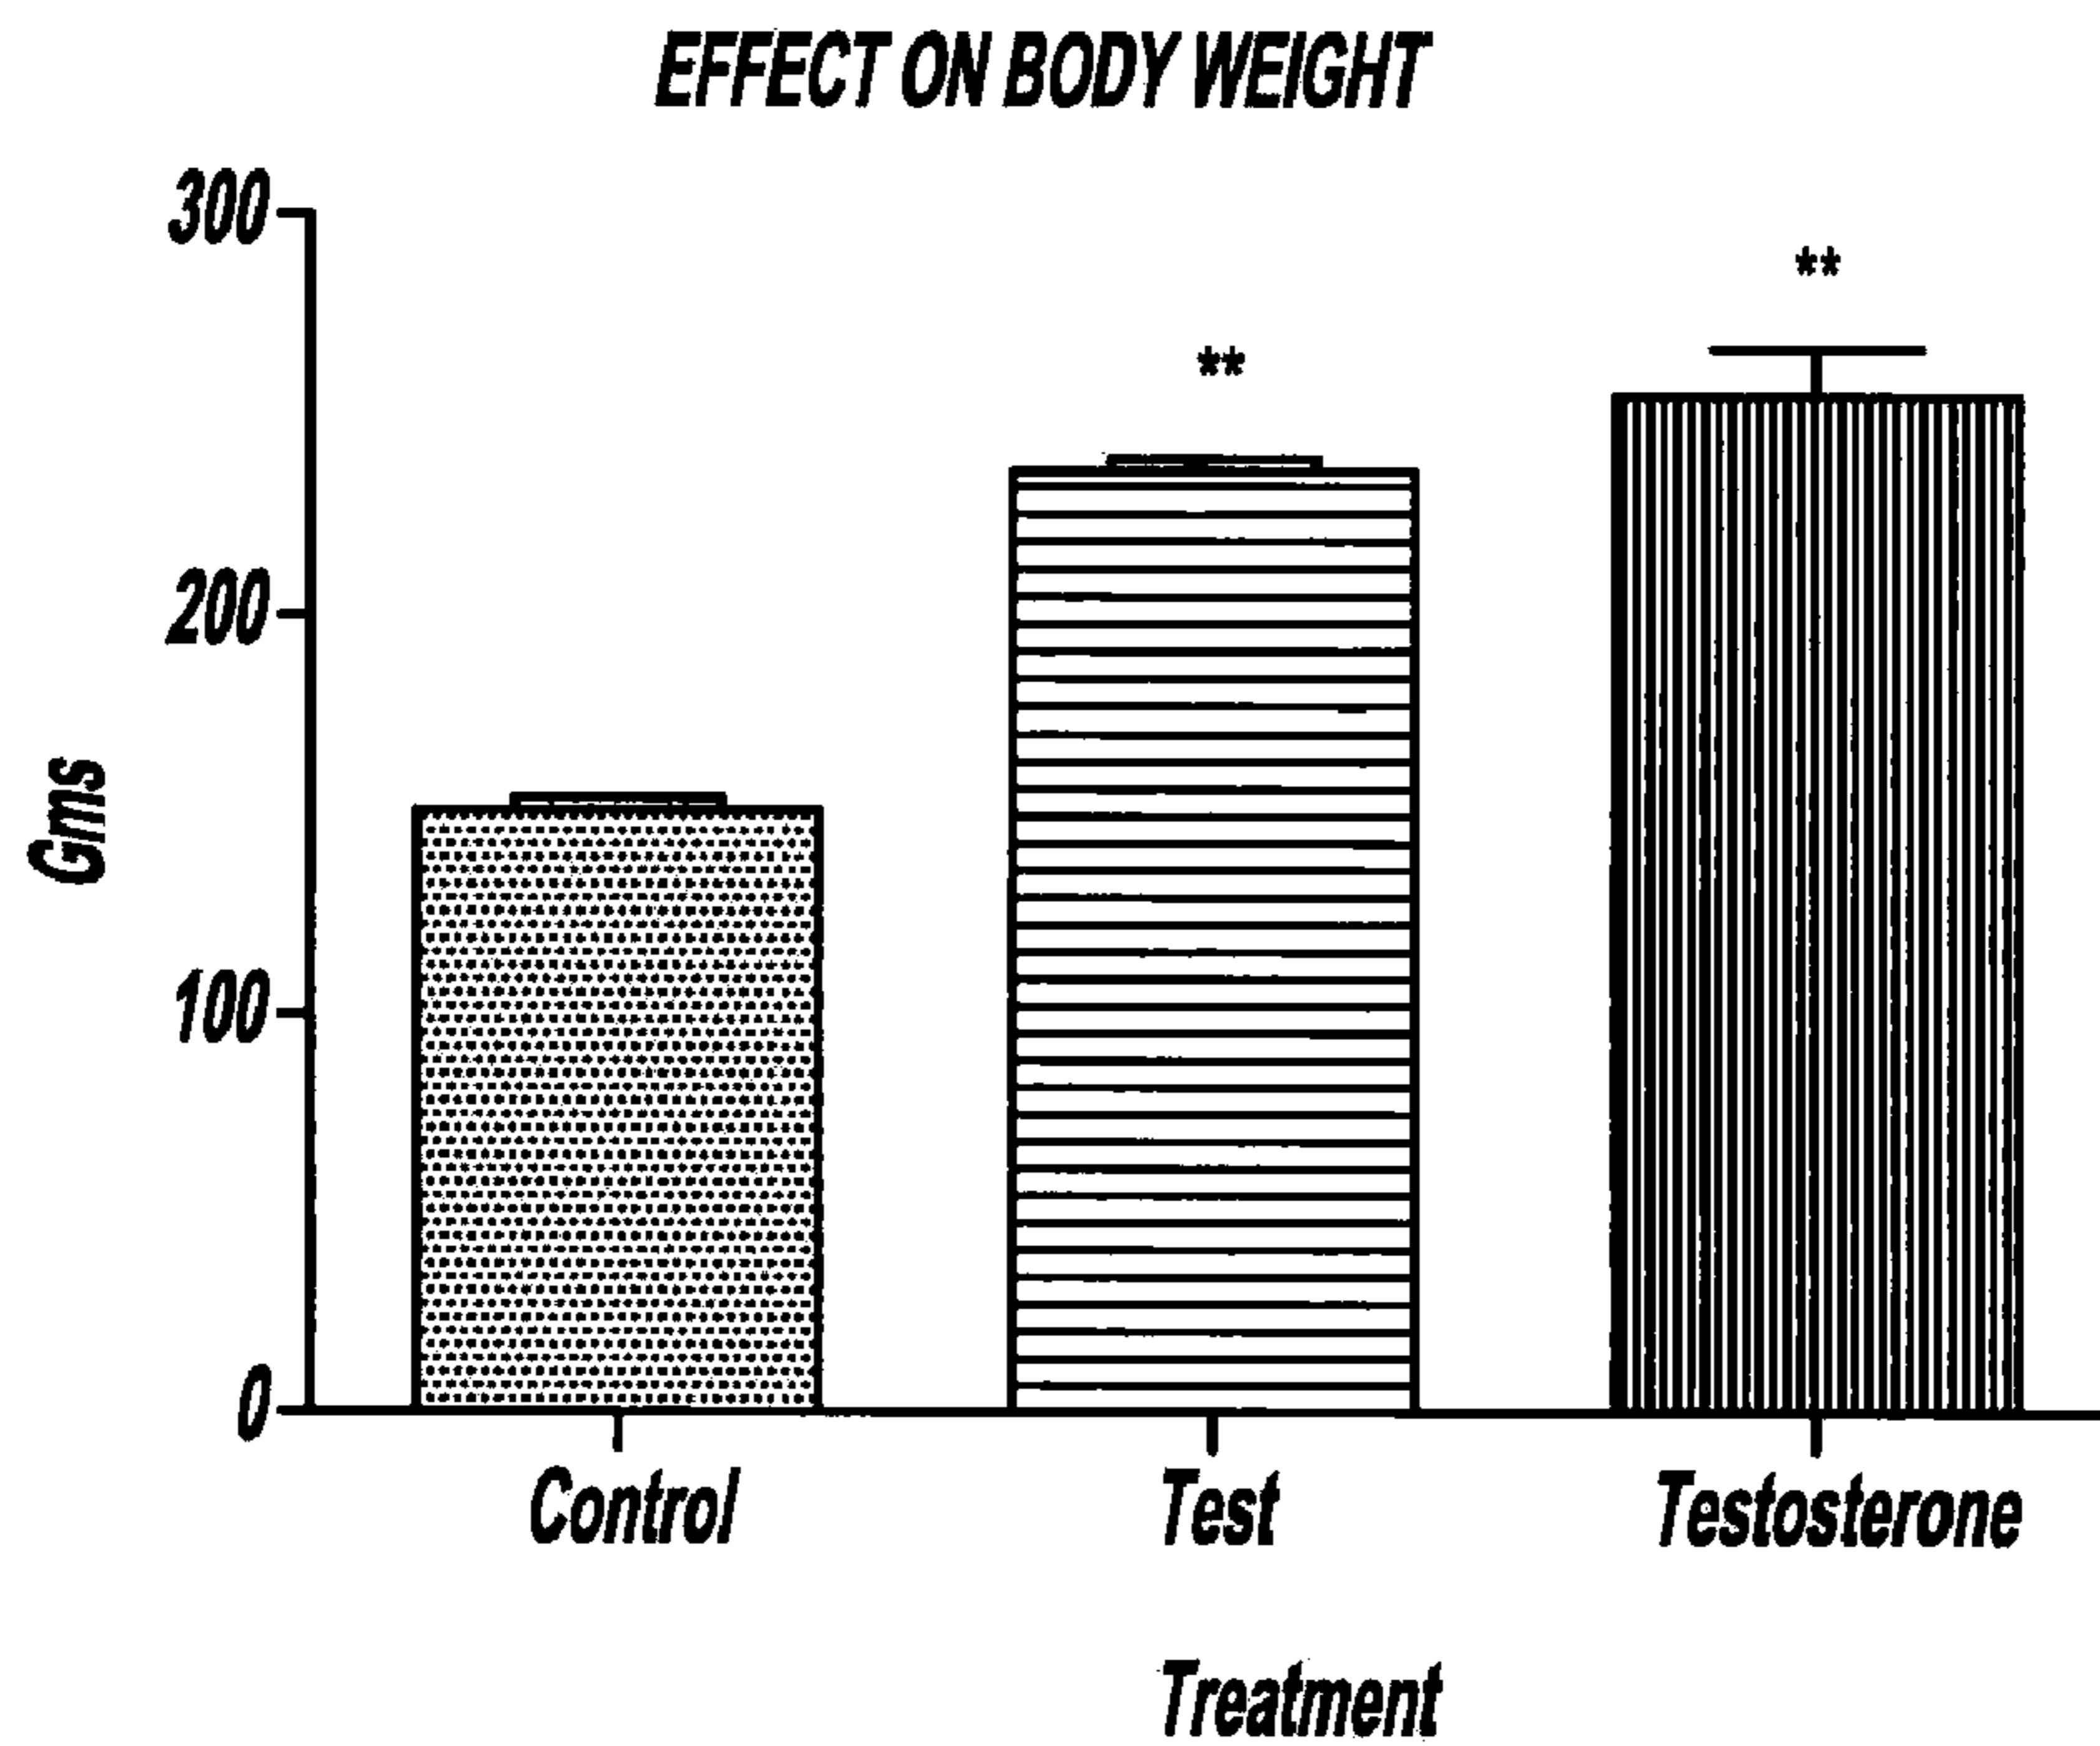 EFFECT ON BODY WEIGHT
300
**
**
200
Gms
100
0
Control Test Testosterone
Treatment